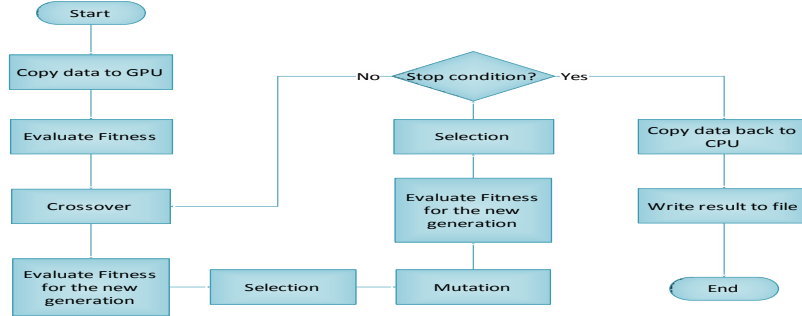 Start
Copy data to GPU
Evaluate Fitness
Crossover
Evaluate Fitness
for the new
generation
Selection
Mutation
Evaluate Fitness
for the new
generation
Selection
Stop condition?
No
Yes
Copy data back to
CPU
Write result to file
End